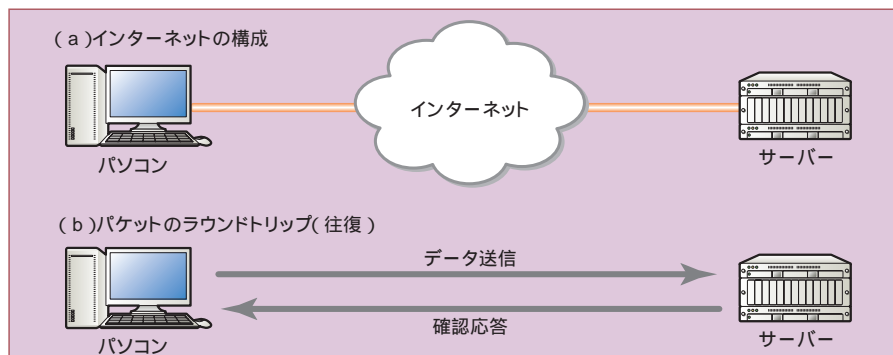 (a)インターネットの構成
インターネット
パソコン
サーバー
(b)パケットのラウンドトリップ(往復)
データ送信
確認応答
パソコン
サーバー